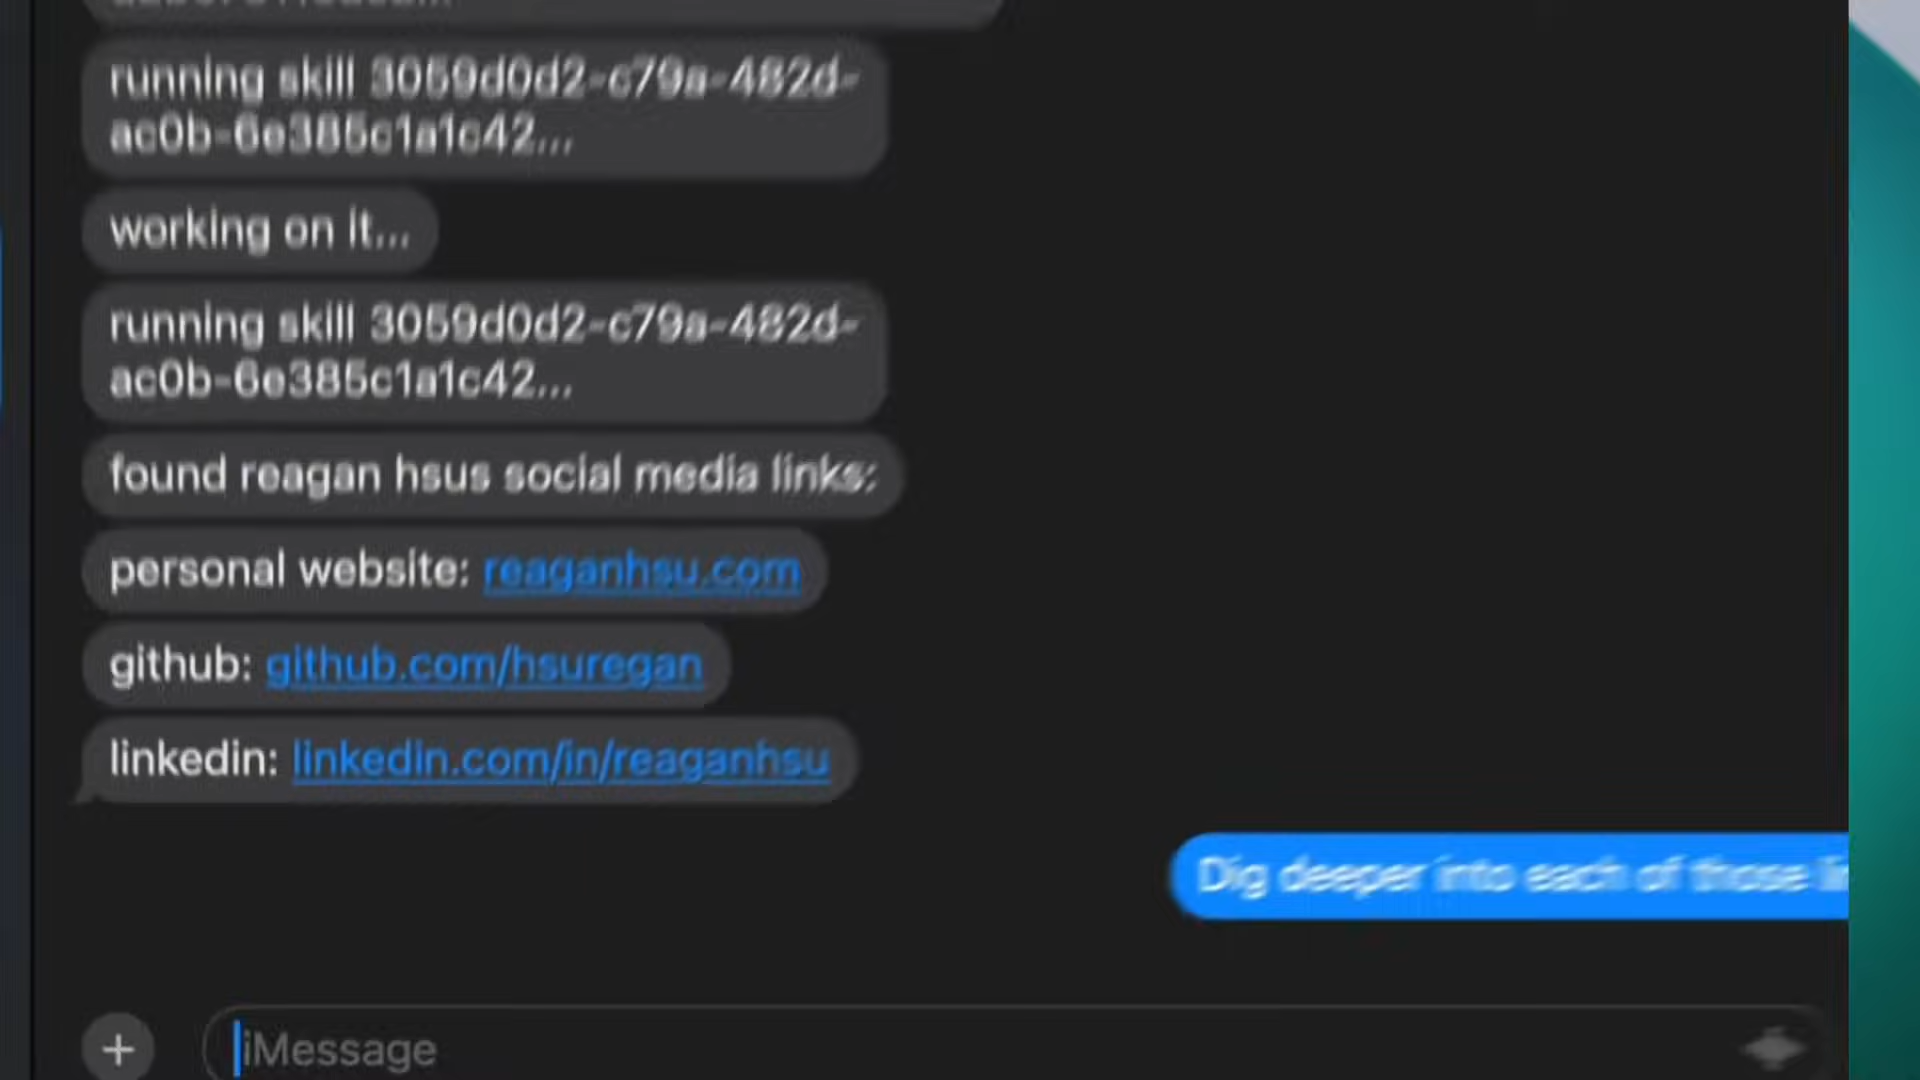 running skill 3059d0d2-c79a-482d-
ac0b-6e385c1a1c42...
working on it...
running skill 3059d0d2-c79a-482d-
ac0b-6e385c1a1c42...
found reagan hsus social media links:
personal website: reaganhsu.com
github: github.com/hsuregan
linkedin: linkedin.com/in/reaganhsu
Dig deeper into each of those
iMessage